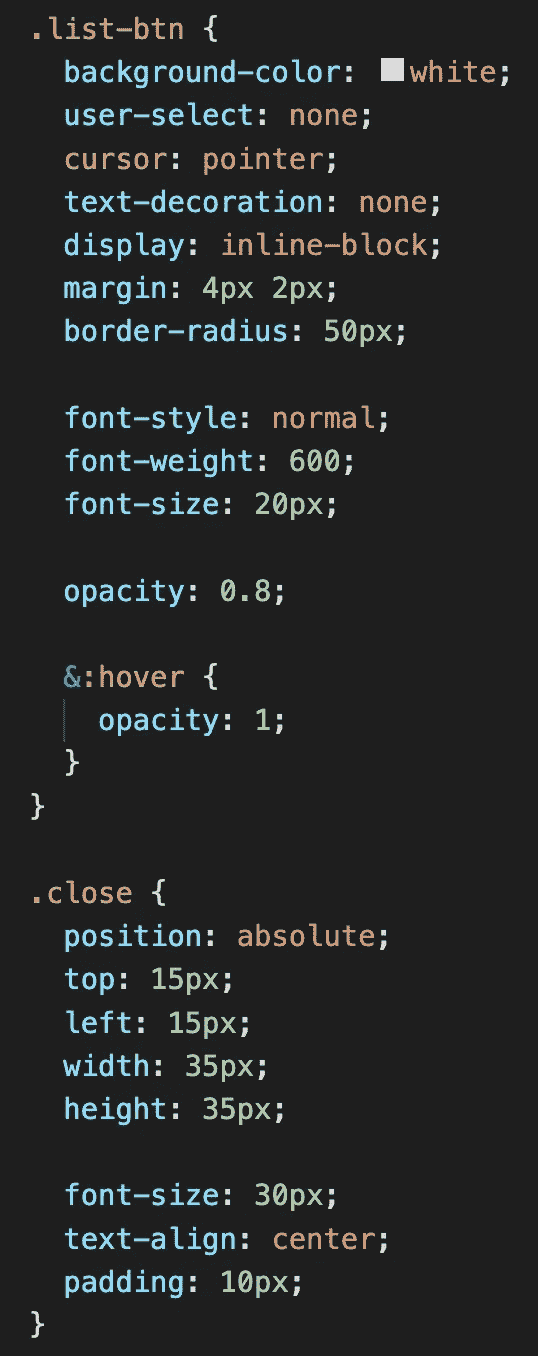 .list-btn {
background-color: white;
user-select: none;
cursor: pointer;
text-decoration: none;
display: inline-block;
margin: 4px 2px;
border-radius: 50px;
font-style: normal;
font-weight: 600;
font-size: 20px;
opacity: 0.8;
&:hover {
opacity: 1;
}
}
.close {
position: absolute;
top: 15px;
left: 15px;
width: 35px;
height: 35px;
font-size: 30px;
text-align: center;
padding: 10px;
}